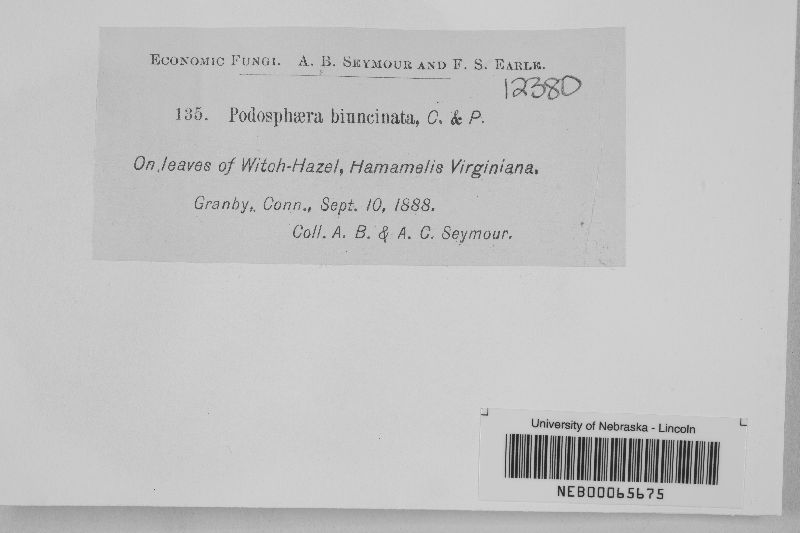 ECONOMIC FUNGI. A. B. SEYMOUR AND F. S. EARLE.
12380
135. Podosphæra biuncinata, C. & P.
On leaves of Witch-Hazel, Hamamelis Virginiana.
Granby, Conn., Sept. 10, 1888.
Coll. A. B. & A. C. Seymour.
University of Nebraska - Lincoln
NEB00065675